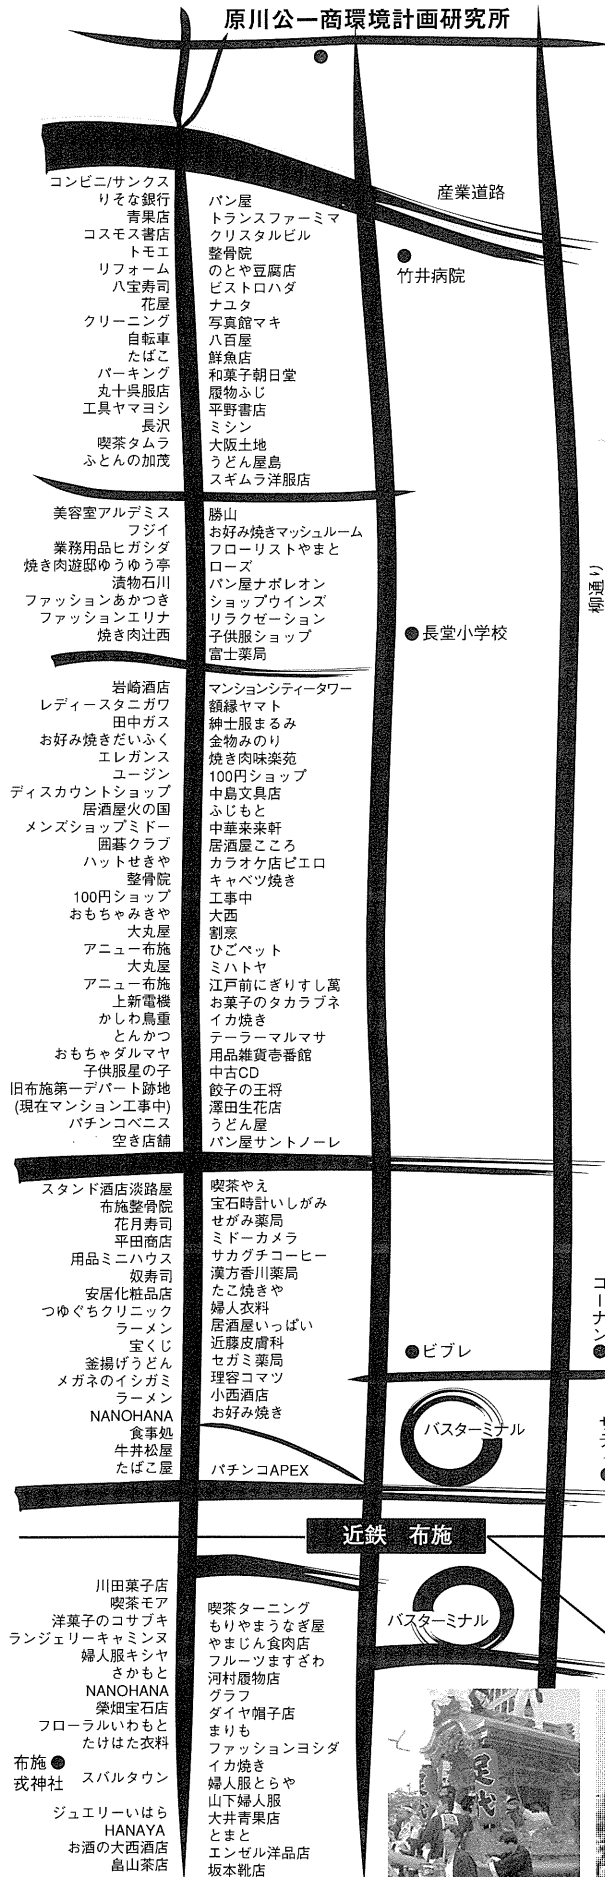 原川公一商環境計画研究所
産業道路
竹井病院
コンビニ/サンクス
りそな銀行
青果店
コスモス書店
トモエ
リフォーム
八宝寿司
花屋
クリーニング
自転車
たばこ
パーキング
丸十呉服店
工具ヤマヨシ
長沢
喫茶タムラ
ふとんの加茂
パン屋
トランスファーミマ
クリスタルビル
整骨院
のとや豆腐店
ビストロハダ
ナユタ
写真館マキ
八百屋
鮮魚店
和菓子朝日堂
履物ふじ
平野書店
ミシン
大阪土地
うどん屋島
スギムラ洋服店
美容室アルデミス
フジイ
業務用品ヒガシダ
焼き肉遊邸ゆうゆう亭
漬物石川
ファッションあかつき
ファッションエリナ
焼き肉辻西
勝山
お好み焼きマッシュルーム
フローリストやまと
ローズ
パン屋ナポレオン
ショップウインズ
リラクゼーション
子供服ショップ
富士薬局
柳通り
長堂小学校
岩崎酒店
レディースタニガワ
田中ガス
お好み焼きだいふく
エレガンス
ユージン
ディスカウントショップ
居酒屋火の国
メンズショップミドー
囲碁クラブ
ハットせきや
整骨院
100円ショップ
おもちゃみきや
大丸屋
アニュー布施
大丸屋
アニュー布施
上新電機
かしわ鳥重
とんかつ
おもちゃダルマヤ
子供服星の子
旧布施第一デパート跡地
(現在マンション工事中)
パチンコベニス
空き店舗
マンションシティータワー
額縁ヤマト
紳士服まるみ
金物みのり
焼き肉味楽苑
100円ショップ
中島文具店
ふじもと
中華来来軒
居酒屋こころ
カラオケ店ピエロ
キャベツ焼き
工事中
大西
割烹
ひごペット
ミハトヤ
江戸前にぎりすし萬
お菓子のタカラブネ
イカ焼き
テーラーマルマサ
用品雑貨壱番館
中古CD
餃子の王将
澤田生花店
うどん屋
パン屋サントノーレ
スタンド酒店淡路屋
布施整骨院
花月寿司
平田商店
用品ミニハウス
奴寿司
安居化粧品店
つゆぐちクリニック
ラーメン
宝くじ
釜揚げうどん
メガネのイシガミ
ラーメン
NANOHANA
食事処
牛丼松屋
たばこ屋
喫茶やえ
宝石時計いしがみ
せがみ薬局
ミドーカメラ
サカグチコーヒー
漢方香川薬局
たこ焼きや
婦人衣料
居酒屋いっぱい
近藤皮膚科
セガミ薬局
理容コマツ
小西酒店
お好み焼き
パチンコAPEX
コーナン
ビブレ
バスターミナル
近鉄 布施
バスターミナル
川田菓子店
喫茶モア
洋菓子のコサブキ
ランジェリーキャミンヌ
婦人服キシヤ
さかもと
NANOHANA
榮畑宝石店
フローラルいわもと
たけはた衣料
布施
戎神社
スバルタウン
ジュエリーいはら
HANAYA
お酒の大西酒店
畠山茶店
喫茶ターニング
もりやまうなぎ屋
やまじん食肉店
フルーツますざわ
河村履物店
グラフ
ダイヤ帽子店
まりも
ファッションヨシダ
イカ焼き
婦人服とらや
山下婦人服
大井青果店
とまと
エンゼル洋品店
坂本靴店
足代